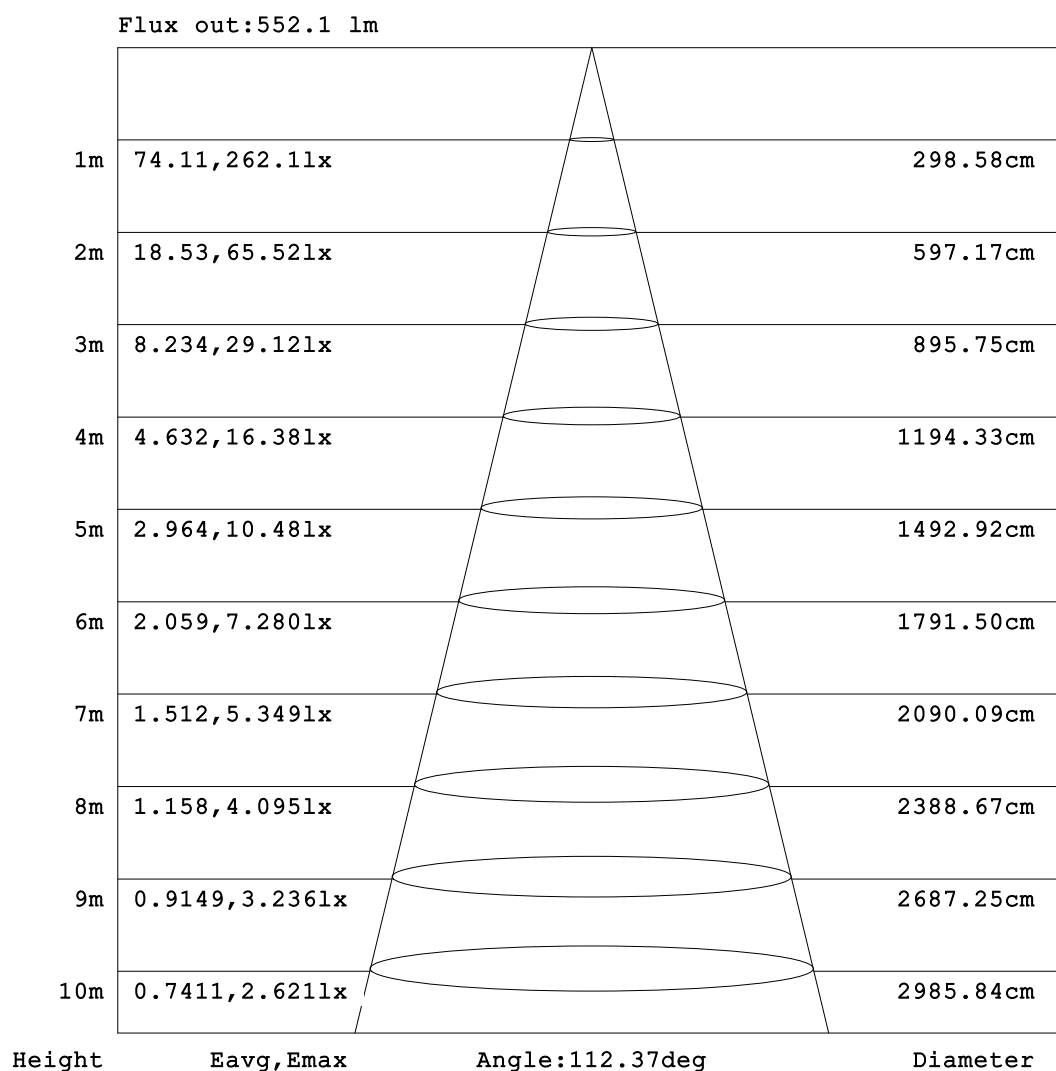 Flux out:552.1 lm
1m 74.11,262.1lx 298.58cm
2m 18.53,65.52lx 597.17cm
3m 8.234,29.12lx 895.75cm
4m 4.632,16.38lx 1194.33cm
5m 2.964,10.48lx 1492.92cm
6m 2.059,7.280lx 1791.50cm
7m 1.512,5.349lx 2090.09cm
8m 1.158,4.095lx 2388.67cm
9m 0.9149,3.236lx 2687.25cm
10m 0.7411,2.621lx 2985.84cm
Height Eavg,Emax Angle:112.37deg Diameter